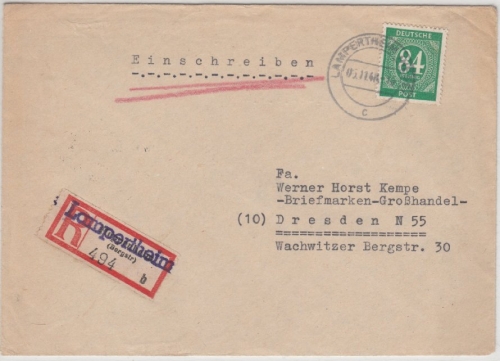 Einschreiben
LAMPERTHEIM
c
DEUTSCHE
84
POST
Fa.
Werner Horst Kempe
-Briefmarken-Großhandel-
(10) Dresden N 55
Wachwitzer Bergstr. 30
R
Lampertheim
(Bergstr)
494 b